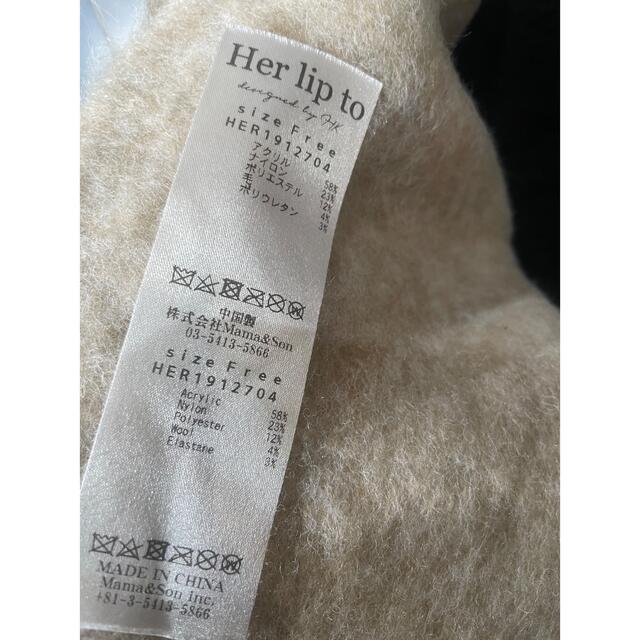 Her lip to
designed by HK
size Free
HER1912704
アクリル 58%
ナイロン 23%
ポリエステル 12%
毛 4%
ポリウレタン 3%
中国製
株式会社Mama&Son
03-5413-5866
size Free
HER1912704
Acrylic 58%
Nylon 23%
Polyester 12%
Wool 4%
Elastane 3%
MADE IN CHINA
Mama&Son Inc.
+81-3-5413-5866